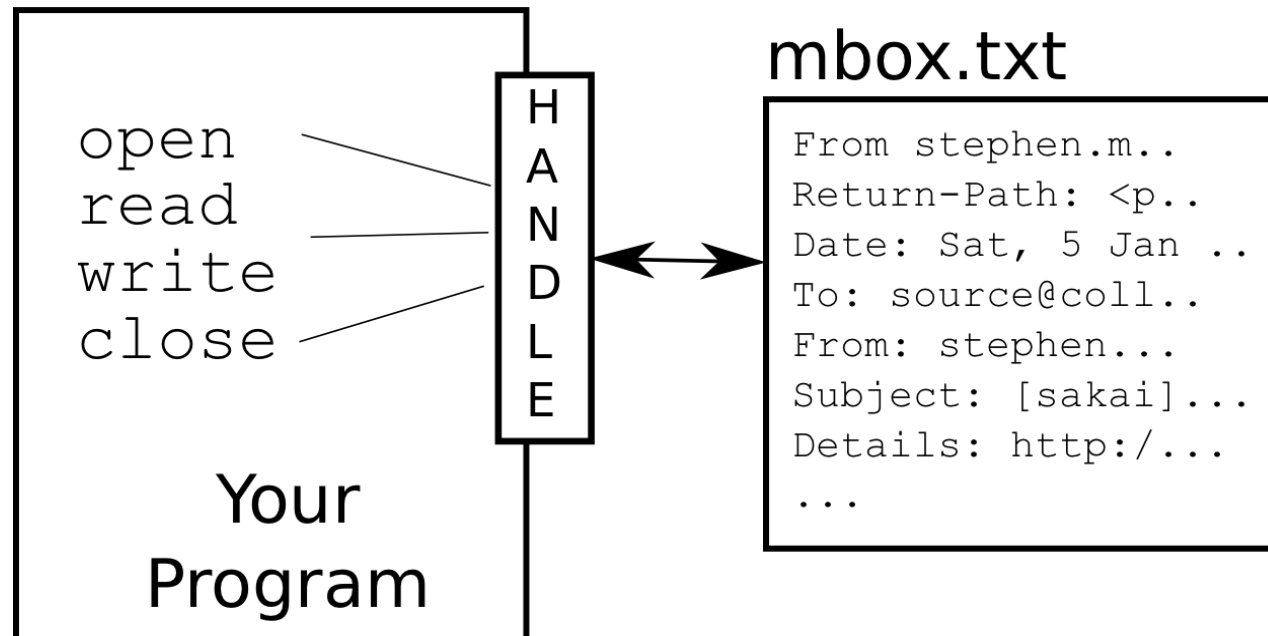 open
read
write
close
Your
Program
HANDLE
mbox.txt
From stephen.m..
Return-Path: <p..
Date: Sat, 5 Jan ..
To: source@coll..
From: stephen...
Subject: [sakai]...
Details: http:/...
...